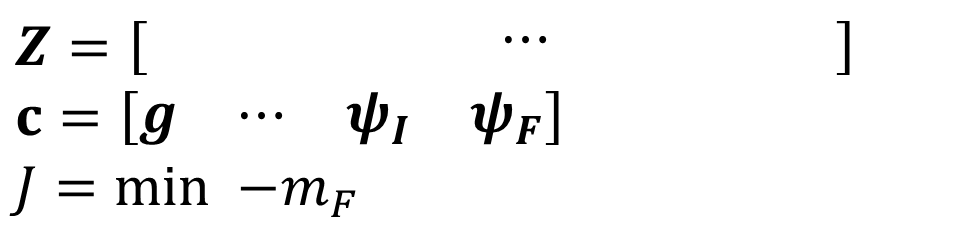 Z = [ ⋯ ]
c = [g ⋯ ψ_I ψ_F]
J = min −m_F